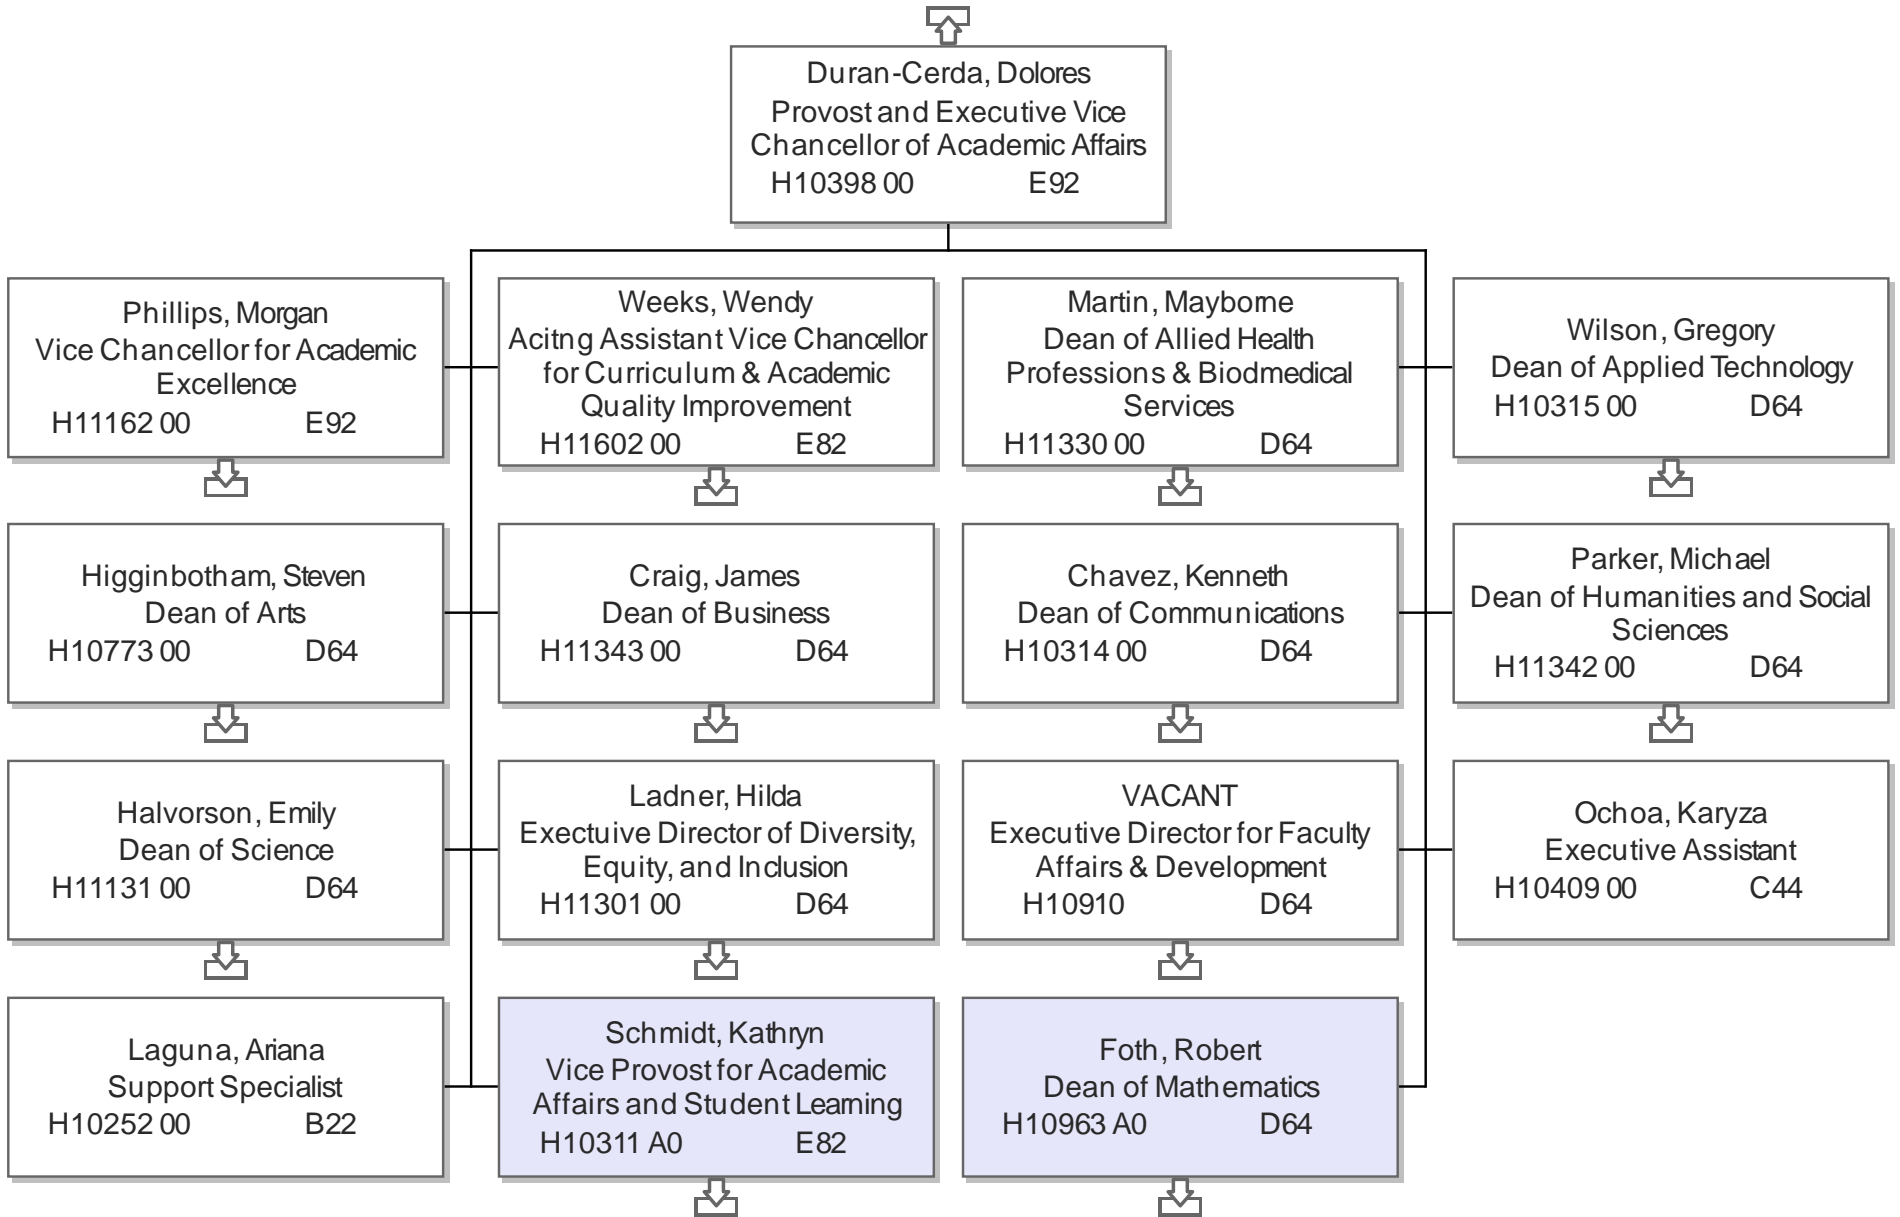 Duran-Cerda, Dolores
Provost and Executive Vice
Chancellor of Academic Affairs
H10398 00 E92
Phillips, Morgan
Vice Chancellor for Academic
Excellence
H11162 00 E92
Weeks, Wendy
Acitng Assistant Vice Chancellor
for Curriculum & Academic
Quality Improvement
H11602 00 E82
Martin, Mayborne
Dean of Allied Health
Professions & Biodmedical
Services
H11330 00 D64
Wilson, Gregory
Dean of Applied Technology
H10315 00 D64
Higginbotham, Steven
Dean of Arts
H10773 00 D64
Craig, James
Dean of Business
H11343 00 D64
Chavez, Kenneth
Dean of Communications
H10314 00 D64
Parker, Michael
Dean of Humanities and Social
Sciences
H11342 00 D64
Halvorson, Emily
Dean of Science
H11131 00 D64
Ladner, Hilda
Exectuive Director of Diversity,
Equity, and Inclusion
H11301 00 D64
VACANT
Executive Director for Faculty
Affairs & Development
H10910 D64
Ochoa, Karyza
Executive Assistant
H10409 00 C44
Laguna, Ariana
Support Specialist
H10252 00 B22
Schmidt, Kathryn
Vice Provost for Academic
Affairs and Student Learning
H10311 A0 E82
Foth, Robert
Dean of Mathematics
H10963 A0 D64